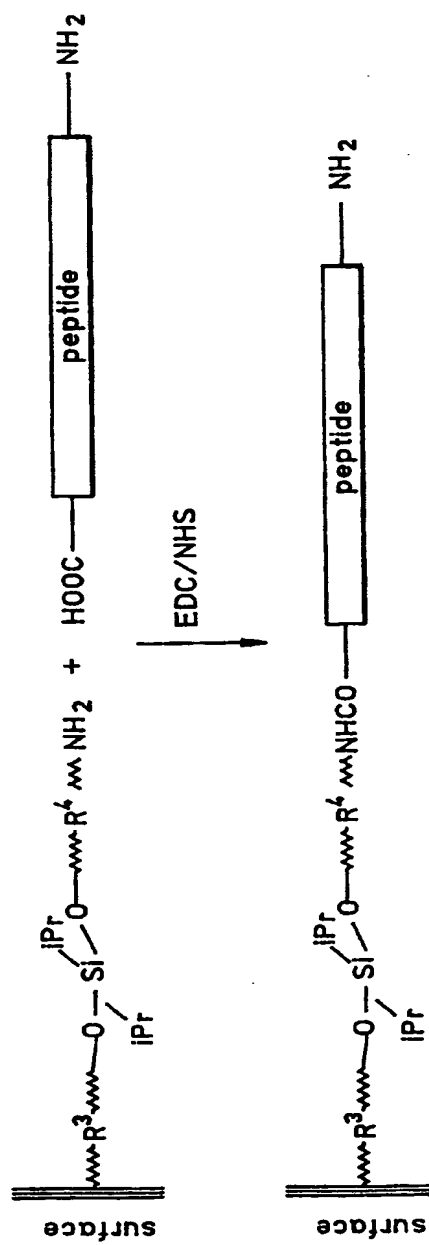 surface
R³
O
Si
iPr
iPr
O
R⁴
NH₂ + HOOC
peptide
NH₂
EDC/NHS
surface
R³
O
Si
iPr
iPr
O
R⁴
NHCO
peptide
NH₂